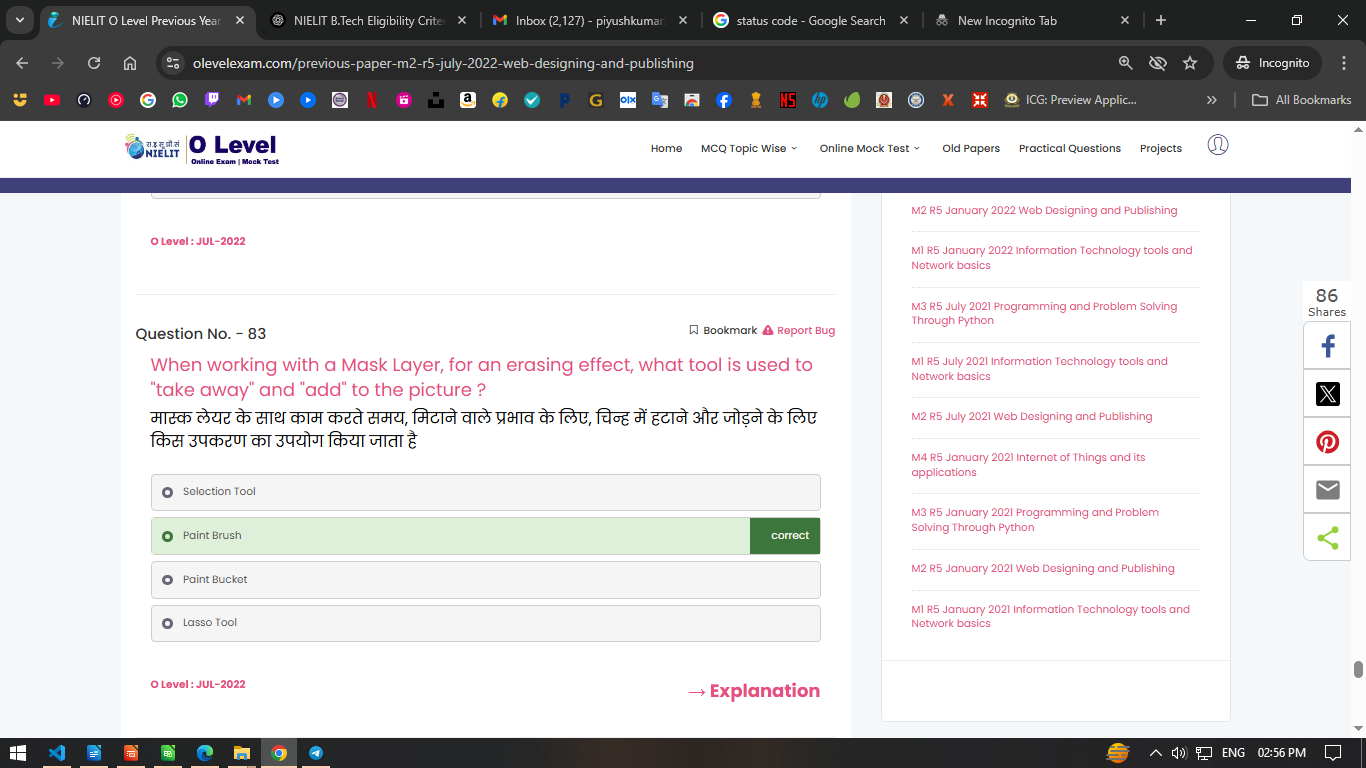 NIELIT O Level Previous Year
NIELIT B.Tech Eligibility Criter
Inbox (2,127) - piyushkumar
status code - Google Search
New Incognito Tab
olevelexam.com/previous-paper-m2-r5-july-2022-web-designing-and-publishing
Incognito
ICG: Preview Applic...
All Bookmarks
रा.इ.सू.प्रौ.सं
NIELIT
O Level
Online Exam | Mock Test
Home
MCQ Topic Wise
Online Mock Test
Old Papers
Practical Questions
Projects
O Level : JUL-2022
Question No. - 83
Bookmark
Report Bug
When working with a Mask Layer, for an erasing effect, what tool is used to
"take away" and "add" to the picture ?
मास्क लेयर के साथ काम करते समय, मिटाने वाले प्रभाव के लिए, चिन्ह में हटाने और जोड़ने के लिए
किस उपकरण का उपयोग किया जाता है
Selection Tool
Paint Brush
correct
Paint Bucket
Lasso Tool
O Level : JUL-2022
→ Explanation
M2 R5 January 2022 Web Designing and Publishing
M1 R5 January 2022 Information Technology tools and
Network basics
M3 R5 July 2021 Programming and Problem Solving
Through Python
M1 R5 July 2021 Information Technology tools and
Network basics
M2 R5 July 2021 Web Designing and Publishing
M4 R5 January 2021 Internet of Things and its
applications
M3 R5 January 2021 Programming and Problem
Solving Through Python
M2 R5 January 2021 Web Designing and Publishing
M1 R5 January 2021 Information Technology tools and
Network basics
86
Shares
ENG
02:56 PM